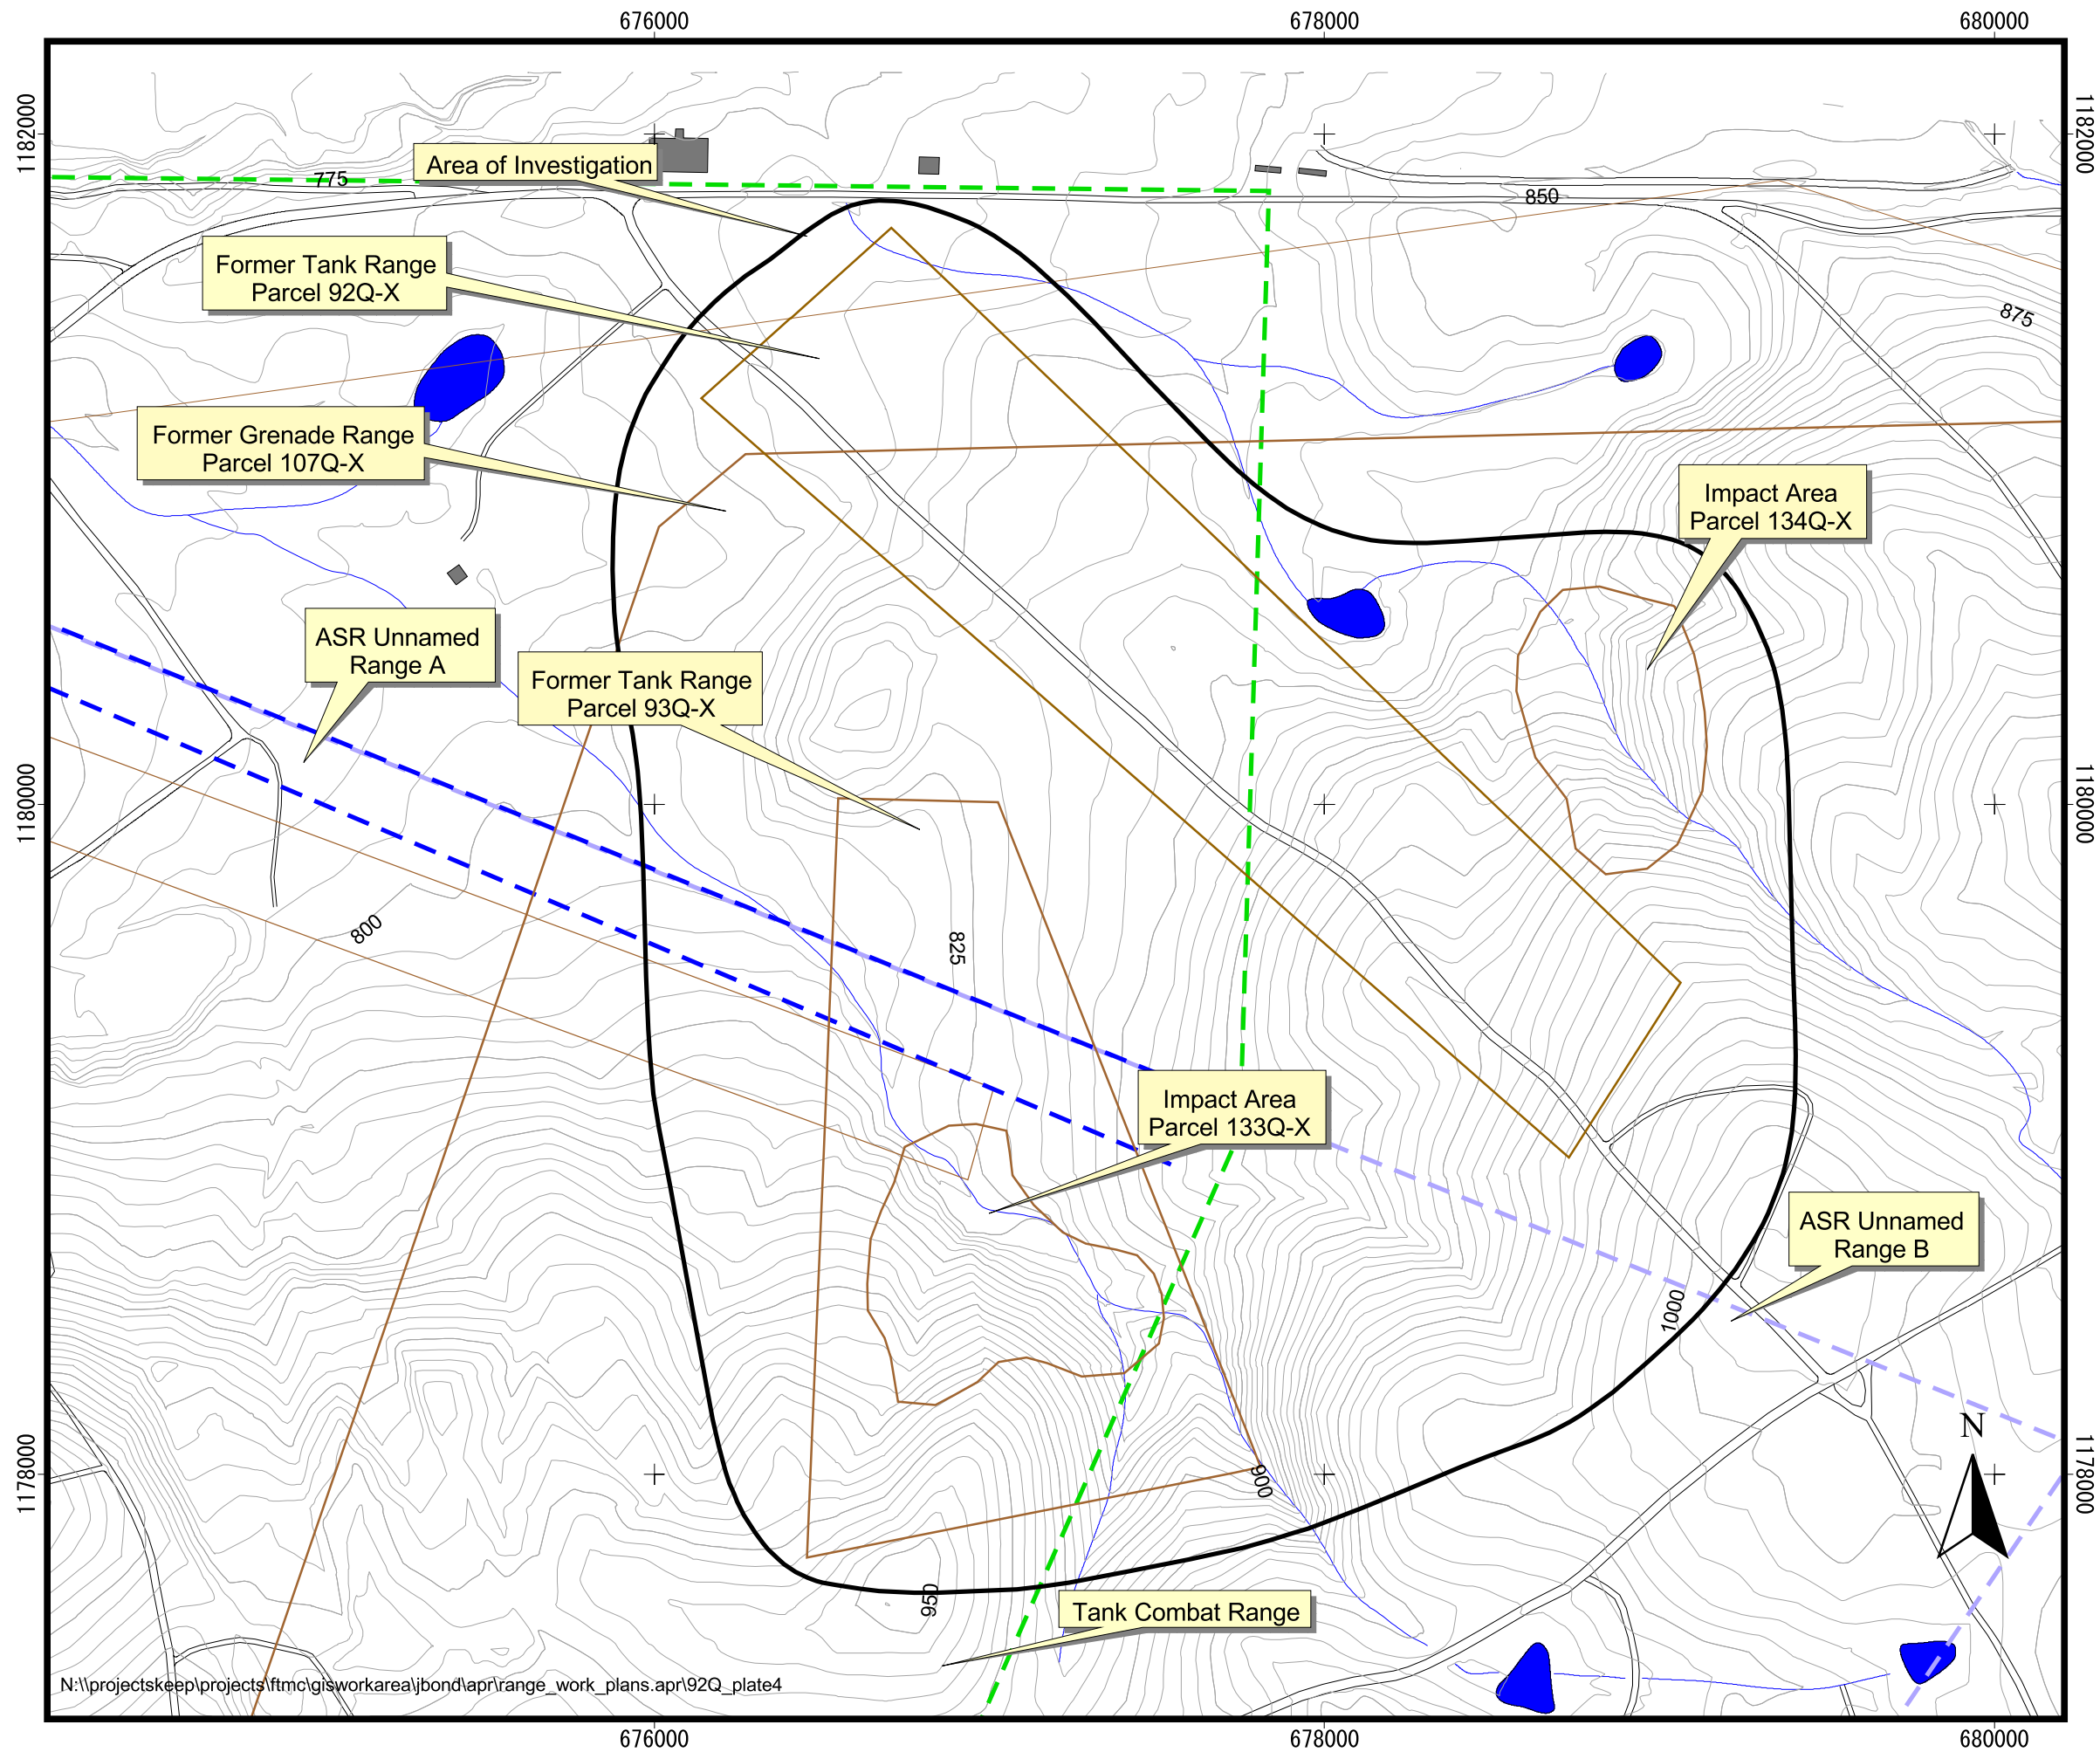 676000
678000
680000
1182000
1182000
Area of Investigation
775
850
Former Tank Range
Parcel 92Q-X
875
Former Grenade Range
Parcel 107Q-X
Impact Area
Parcel 134Q-X
ASR Unnamed
Range A
Former Tank Range
Parcel 93Q-X
1180000
1180000
800
825
Impact Area
Parcel 133Q-X
ASR Unnamed
Range B
1000
N
1178000
1178000
900
950
Tank Combat Range
N:\\projectskeep\projects\ftmc\gisworkarea\jbond\apr\range_work_plans.apr\92Q_plate4
676000
678000
680000